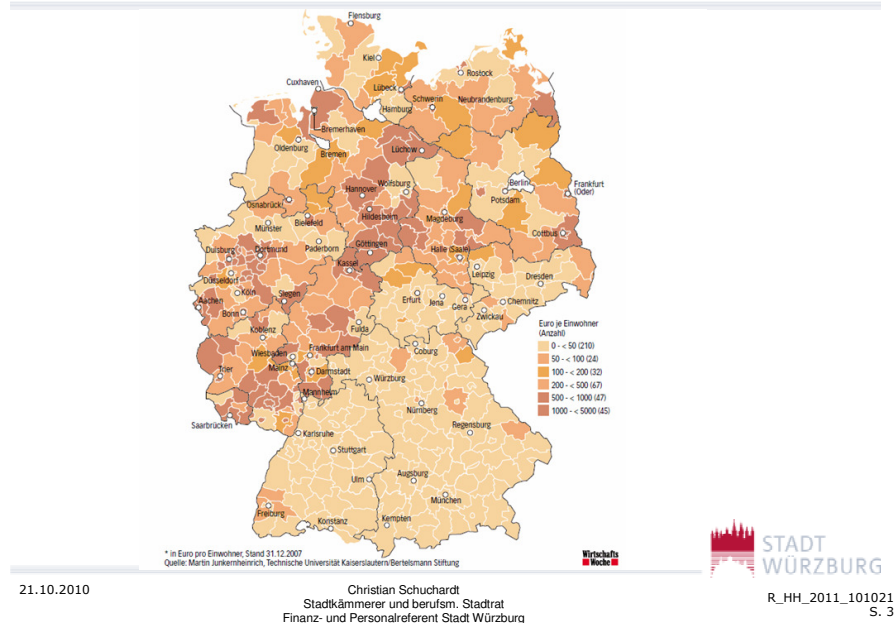 Flensburg
Kiel
Rostock
Cuxhaven
Lübeck
Schwerin
Neubrandenburg
Hamburg
Bremerhaven
Oldenburg
Bremen
Lüchow
Wolfsburg
Berlin
Frankfurt
(Oder)
Hannover
Potsdam
Osnabrück
Hildesheim
Magdeburg
Münster
Bielefeld
Cottbus
Duisburg
Dortmund
Paderborn
Göttingen
Halle (Saale)
Düsseldorf
Kassel
Leipzig
Dresden
Köln
Aachen
Siegen
Erfurt
Jena
Gera
Chemnitz
Bonn
Zwickau
Koblenz
Fulda
Euro je Einwohner
(Anzahl)
0 - < 50 (210)
50 - < 100 (24)
100 - < 200 (32)
200 - < 500 (67)
500 - < 1000 (47)
1000 - < 5000 (45)
Wiesbaden
Frankfurt am Main
Coburg
Mainz
Trier
Darmstadt
Würzburg
Mannheim
Nürnberg
Saarbrücken
Regensburg
Karlsruhe
Stuttgart
Ulm
Augsburg
München
Freiburg
Konstanz
Kempten
* in Euro pro Einwohner, Stand 31.12.2007
Quelle: Martin Junkernheinrich, Technische Universität Kaiserslautern/Bertelsmann Stiftung
Wirtschafts
Woche
STADT
WÜRZBURG
21.10.2010
Christian Schuchardt
Stadtkämmerer und berufsm. Stadtrat
Finanz- und Personalreferent Stadt Würzburg
R_HH_2011_101021
S. 3